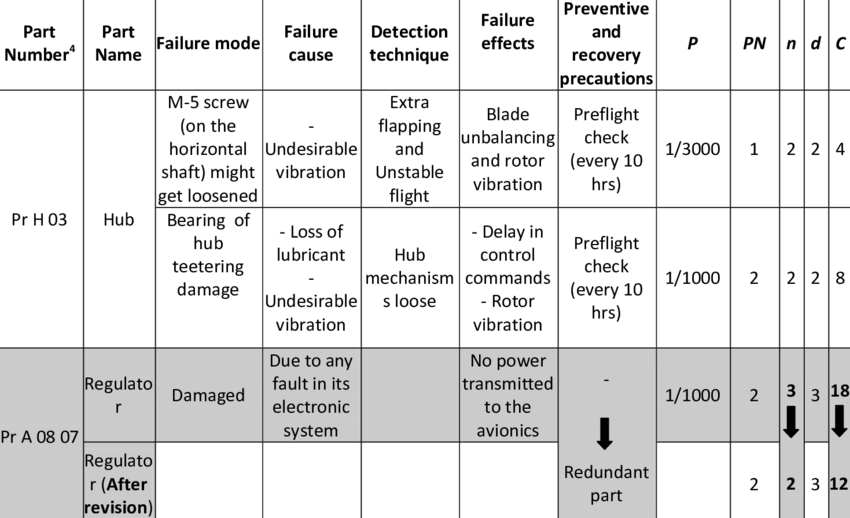 Part Number4
Part Name
Failure mode
Failure cause
Detection technique
Failure effects
Preventive and recovery precautions
P
PN
n
d
C
Pr H 03
Hub
M-5 screw
(on the
horizontal
shaft) might
get loosened
-
Undesirable
vibration
Extra
flapping
and
Unstable
flight
Blade
unbalancing
and rotor
vibration
Preflight
check
(every 10
hrs)
1/3000
1
2
2
4
Bearing of
hub
teetering
damage
- Loss of
lubricant
-
Undesirable
vibration
Hub
mechanism
s loose
- Delay in
control
commands
- Rotor
vibration
Preflight
check
(every 10
hrs)
1/1000
2
2
2
8
Pr A 08 07
Regulato
r
Damaged
Due to any
fault in its
electronic
system
No power
transmitted
to the
avionics
-
1/1000
2
3
3
18
Regulato
r (After
revision)
Redundant
part
2
2
3
12